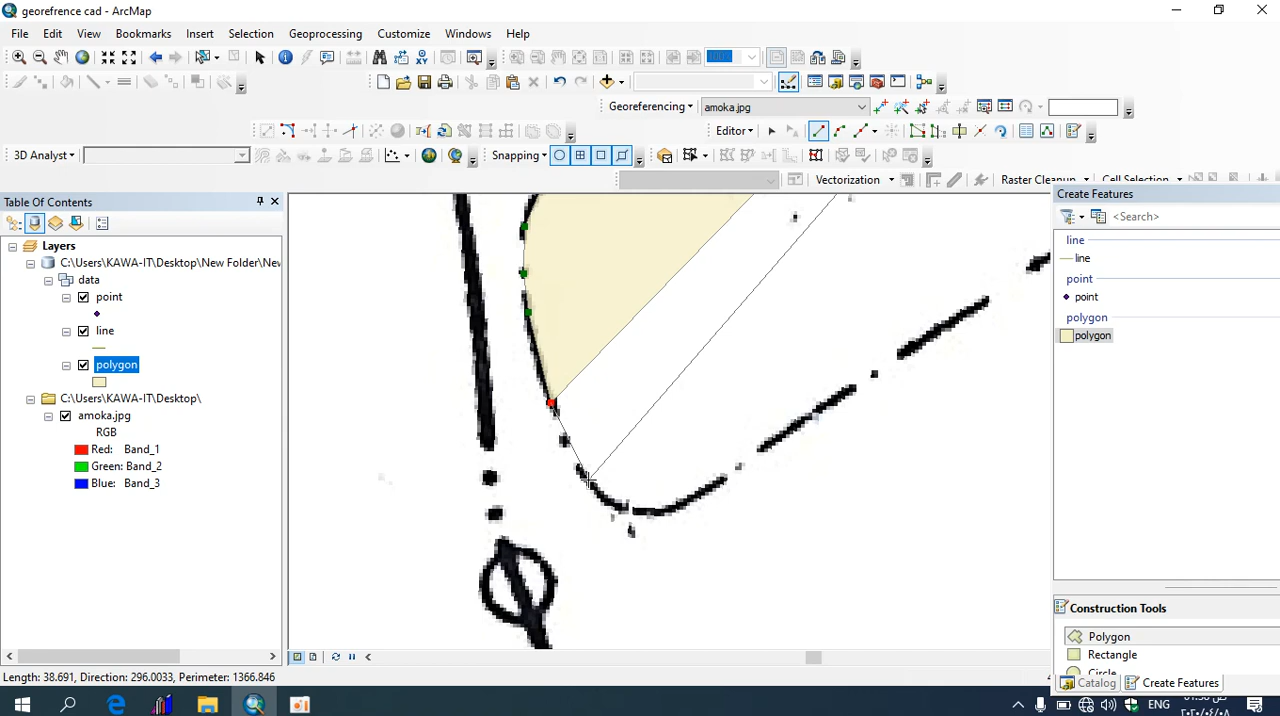 georefrence cad - ArcMap
File Edit View Bookmarks Insert Selection Geoprocessing Customize Windows Help
Georeferencing amoka.jpg
Editor
3D Analyst Snapping
Vectorization Raster Cleanup Cell Selection
Table Of Contents
Layers
C:\Users\KAWA-IT\Desktop\New Folder\Nev
data
point
line
polygon
C:\Users\KAWA-IT\Desktop\
amoka.jpg
RGB
Red: Band_1
Green: Band_2
Blue: Band_3
Create Features
<Search>
line
line
point
point
polygon
polygon
Construction Tools
Polygon
Rectangle
Circle
Catalog Create Features
Length: 38.691, Direction: 296.0033, Perimeter: 1366.846
ENG
٢٠٢٠/٠٦/٠٨